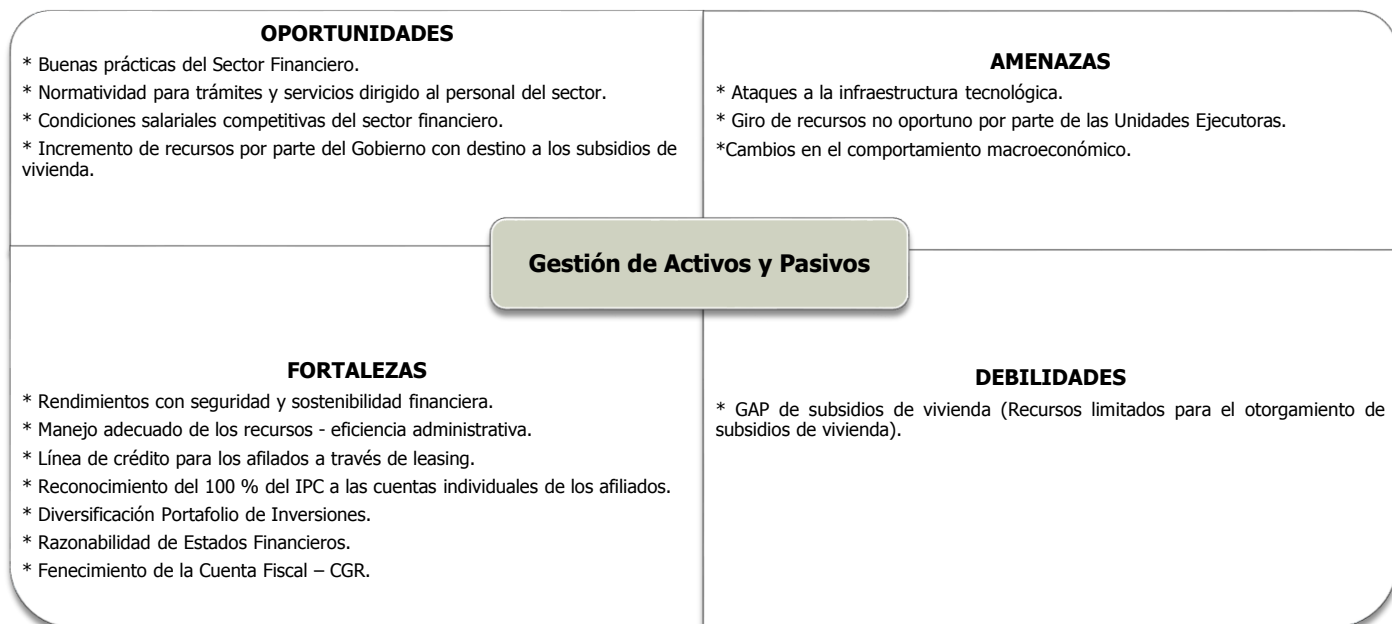 OPORTUNIDADES
* Buenas prácticas del Sector Financiero.
* Normatividad para trámites y servicios dirigido al personal del sector.
* Condiciones salariales competitivas del sector financiero.
* Incremento de recursos por parte del Gobierno con destino a los subsidios de
vivienda.
AMENAZAS
* Ataques a la infraestructura tecnológica.
* Giro de recursos no oportuno por parte de las Unidades Ejecutoras.
*Cambios en el comportamiento macroeconómico.
Gestión de Activos y Pasivos
FORTALEZAS
* Rendimientos con seguridad y sostenibilidad financiera.
* Manejo adecuado de los recursos - eficiencia administrativa.
* Línea de crédito para los afilados a través de leasing.
* Reconocimiento del 100 % del IPC a las cuentas individuales de los afiliados.
* Diversificación Portafolio de Inversiones.
* Razonabilidad de Estados Financieros.
* Fenecimiento de la Cuenta Fiscal – CGR.
DEBILIDADES
* GAP de subsidios de vivienda (Recursos limitados para el otorgamiento de
subsidios de vivienda).